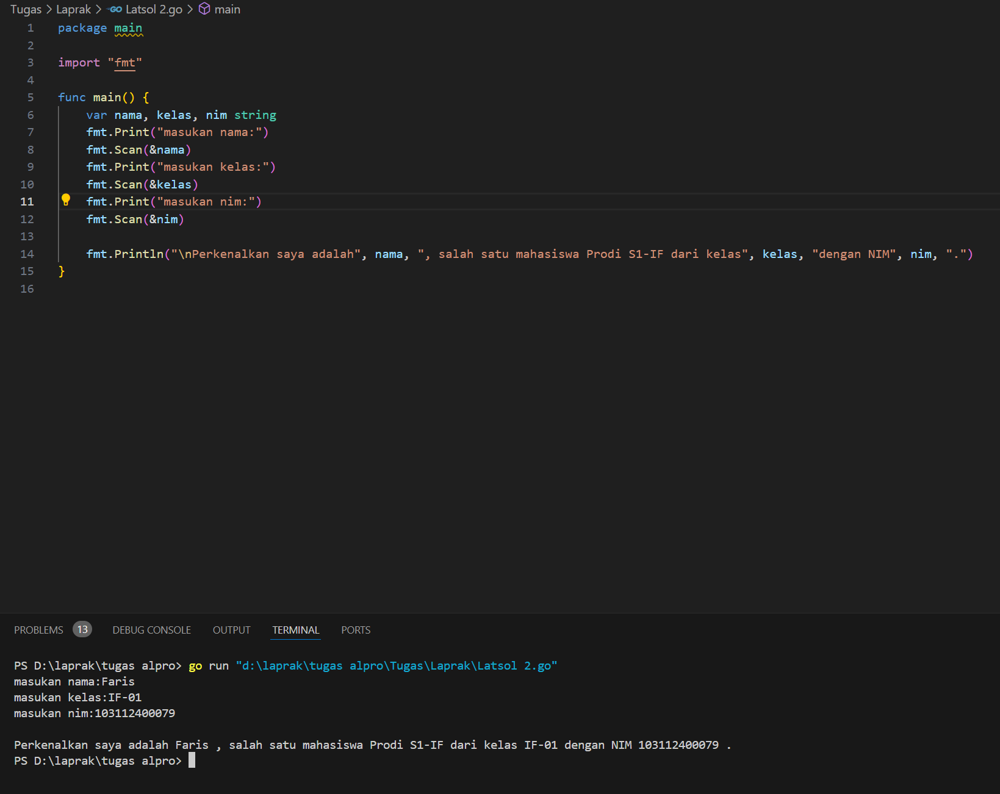 Tugas > Laprak > GO Latsol 2.go > main
1 package main
2
3 import "fmt"
4
5 func main() {
6 var nama, kelas, nim string
7 fmt.Print("masukan nama:")
8 fmt.Scan(&nama)
9 fmt.Print("masukan kelas:")
10 fmt.Scan(&kelas)
11 fmt.Print("masukan nim:")
12 fmt.Scan(&nim)
13
14 fmt.Println("\nPerkenalkan saya adalah", nama, ", salah satu mahasiswa Prodi S1-IF dari kelas", kelas, "dengan NIM", nim, ".")
15 }
16
PROBLEMS 13 DEBUG CONSOLE OUTPUT TERMINAL PORTS
PS D:\laprak\tugas alpro> go run "d:\laprak\tugas alpro\Tugas\Laprak\Latsol 2.go"
masukan nama:Faris
masukan kelas:IF-01
masukan nim:103112400079
Perkenalkan saya adalah Faris , salah satu mahasiswa Prodi S1-IF dari kelas IF-01 dengan NIM 103112400079 .
PS D:\laprak\tugas alpro>